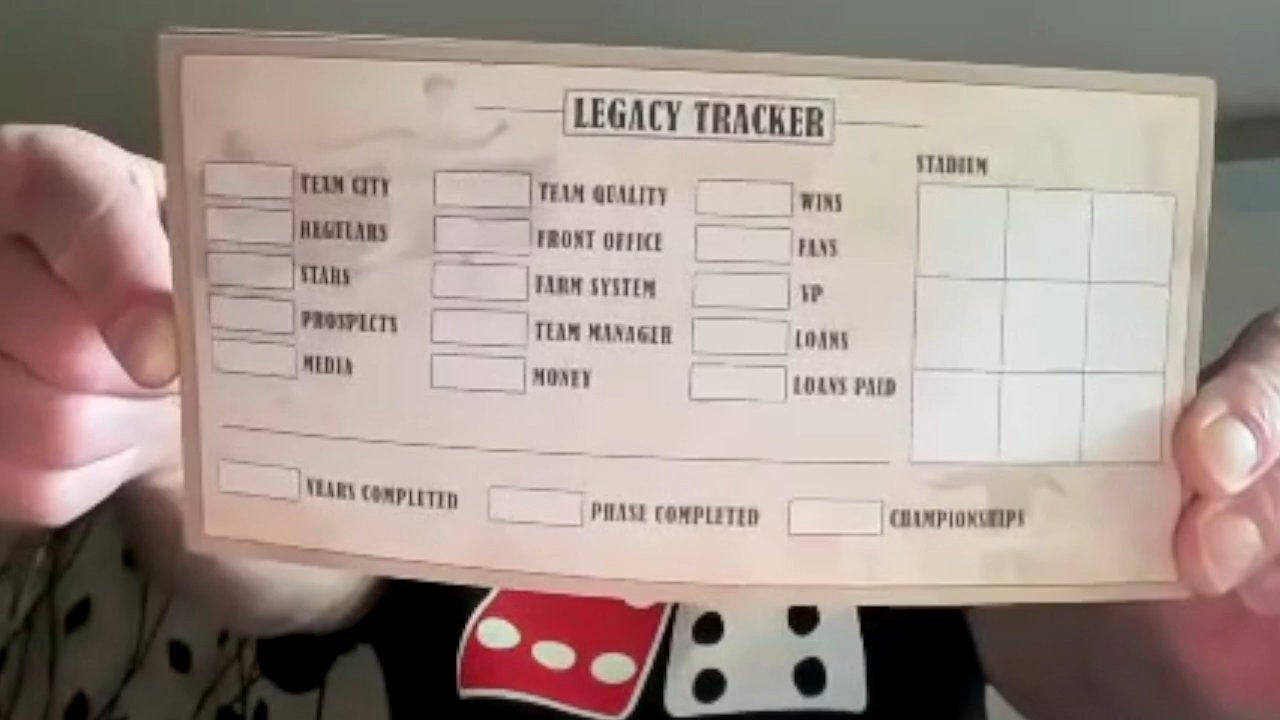 LEGACY TRACKER
STADIUM
TEAM CITY
TEAM QUALITY
WINS
REGULARS
FRONT OFFICE
FANS
STARS
FARM SYSTEM
VP
PROSPECTS
TEAM MANAGER
LOANS
MEDIA
MONEY
LOANS PAID
YEARS COMPLETED
PHASE COMPLETED
CHAMPIONSHIPS